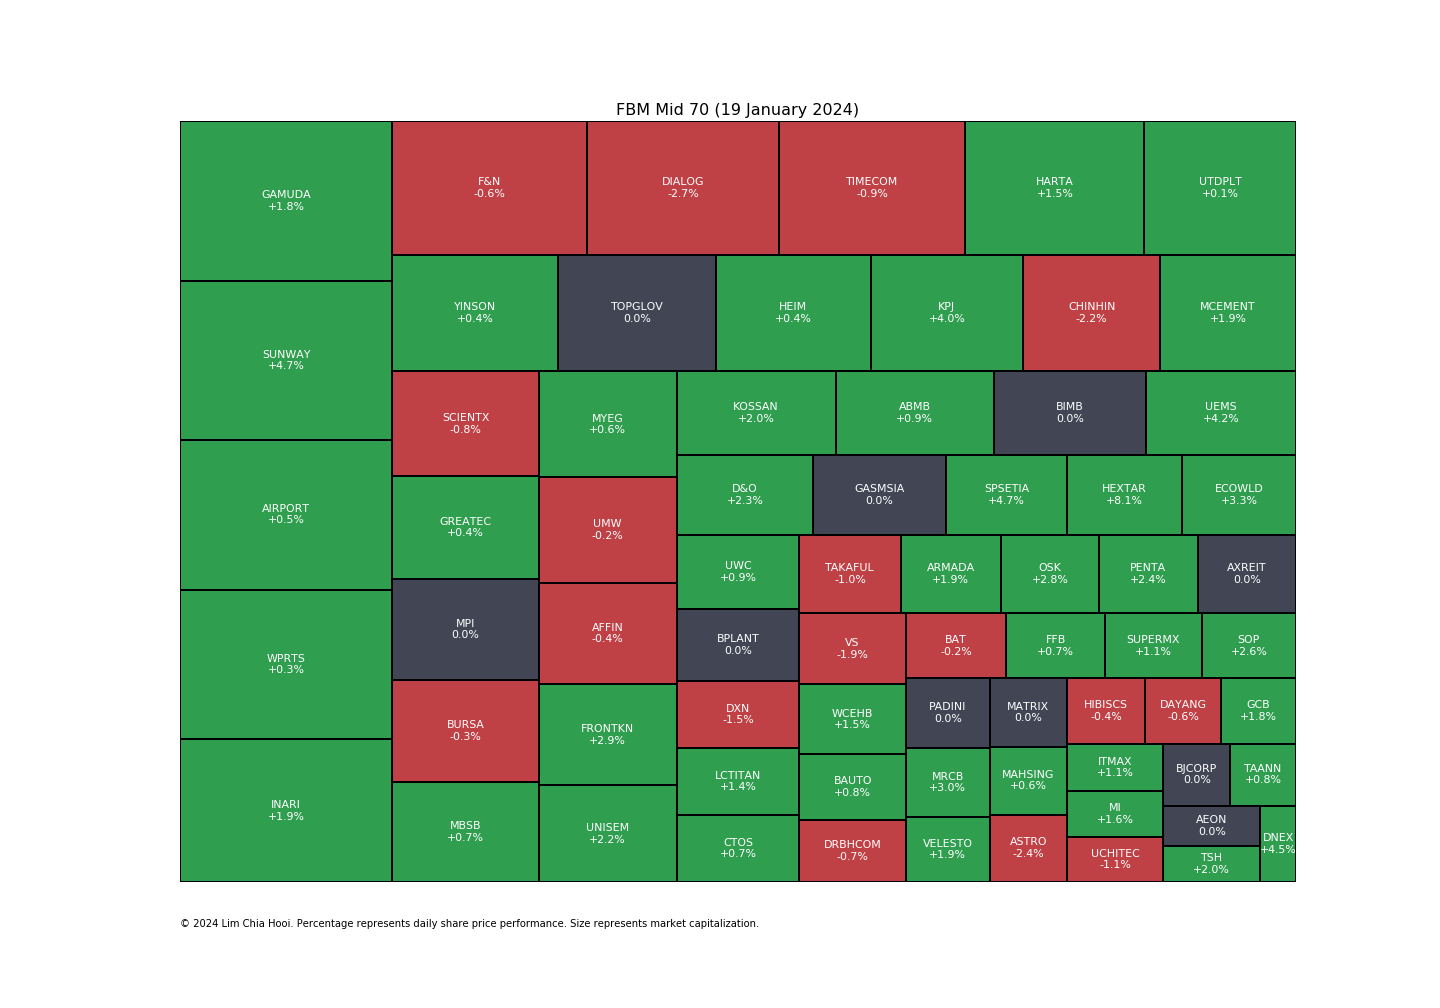 FBM Mid 70 (19 January 2024)
GAMUDA
+1.8%
SUNWAY
+4.7%
AIRPORT
+0.5%
WPRTS
+0.3%
INARI
+1.9%
F&N
-0.6%
DIALOG
-2.7%
TIMECOM
-0.9%
HARTA
+1.5%
UTDPLT
+0.1%
YINSON
+0.4%
TOPGLOV
0.0%
HEIM
+0.4%
KPJ
+4.0%
CHINHIN
-2.2%
MCEMENT
+1.9%
SCIENTX
-0.8%
GREATEC
+0.4%
MPI
0.0%
BURSA
-0.3%
MBSB
+0.7%
MYEG
+0.6%
UMW
-0.2%
AFFIN
-0.4%
FRONTKN
+2.9%
UNISEM
+2.2%
KOSSAN
+2.0%
ABMB
+0.9%
BIMB
0.0%
UEMS
+4.2%
D&O
+2.3%
GASMSIA
0.0%
SPSETIA
+4.7%
HEXTAR
+8.1%
ECOWLD
+3.3%
UWC
+0.9%
BPLANT
0.0%
DXN
-1.5%
LCTITAN
+1.4%
CTOS
+0.7%
TAKAFUL
-1.0%
ARMADA
+1.9%
OSK
+2.8%
PENTA
+2.4%
AXREIT
0.0%
VS
-1.9%
WCEHB
+1.5%
BAUTO
+0.8%
DRBHCOM
-0.7%
BAT
-0.2%
FFB
+0.7%
SUPERMX
+1.1%
SOP
+2.6%
PADINI
0.0%
MRCB
+3.0%
VELESTO
+1.9%
MATRIX
0.0%
MAHSING
+0.6%
ASTRO
-2.4%
HIBISCS
-0.4%
DAYANG
-0.6%
GCB
+1.8%
ITMAX
+1.1%
MI
+1.6%
UCHITEC
-1.1%
BJCORP
0.0%
TAANN
+0.8%
AEON
0.0%
TSH
+2.0%
DNEX
+4.5%
© 2024 Lim Chia Hooi. Percentage represents daily share price performance. Size represents market capitalization.